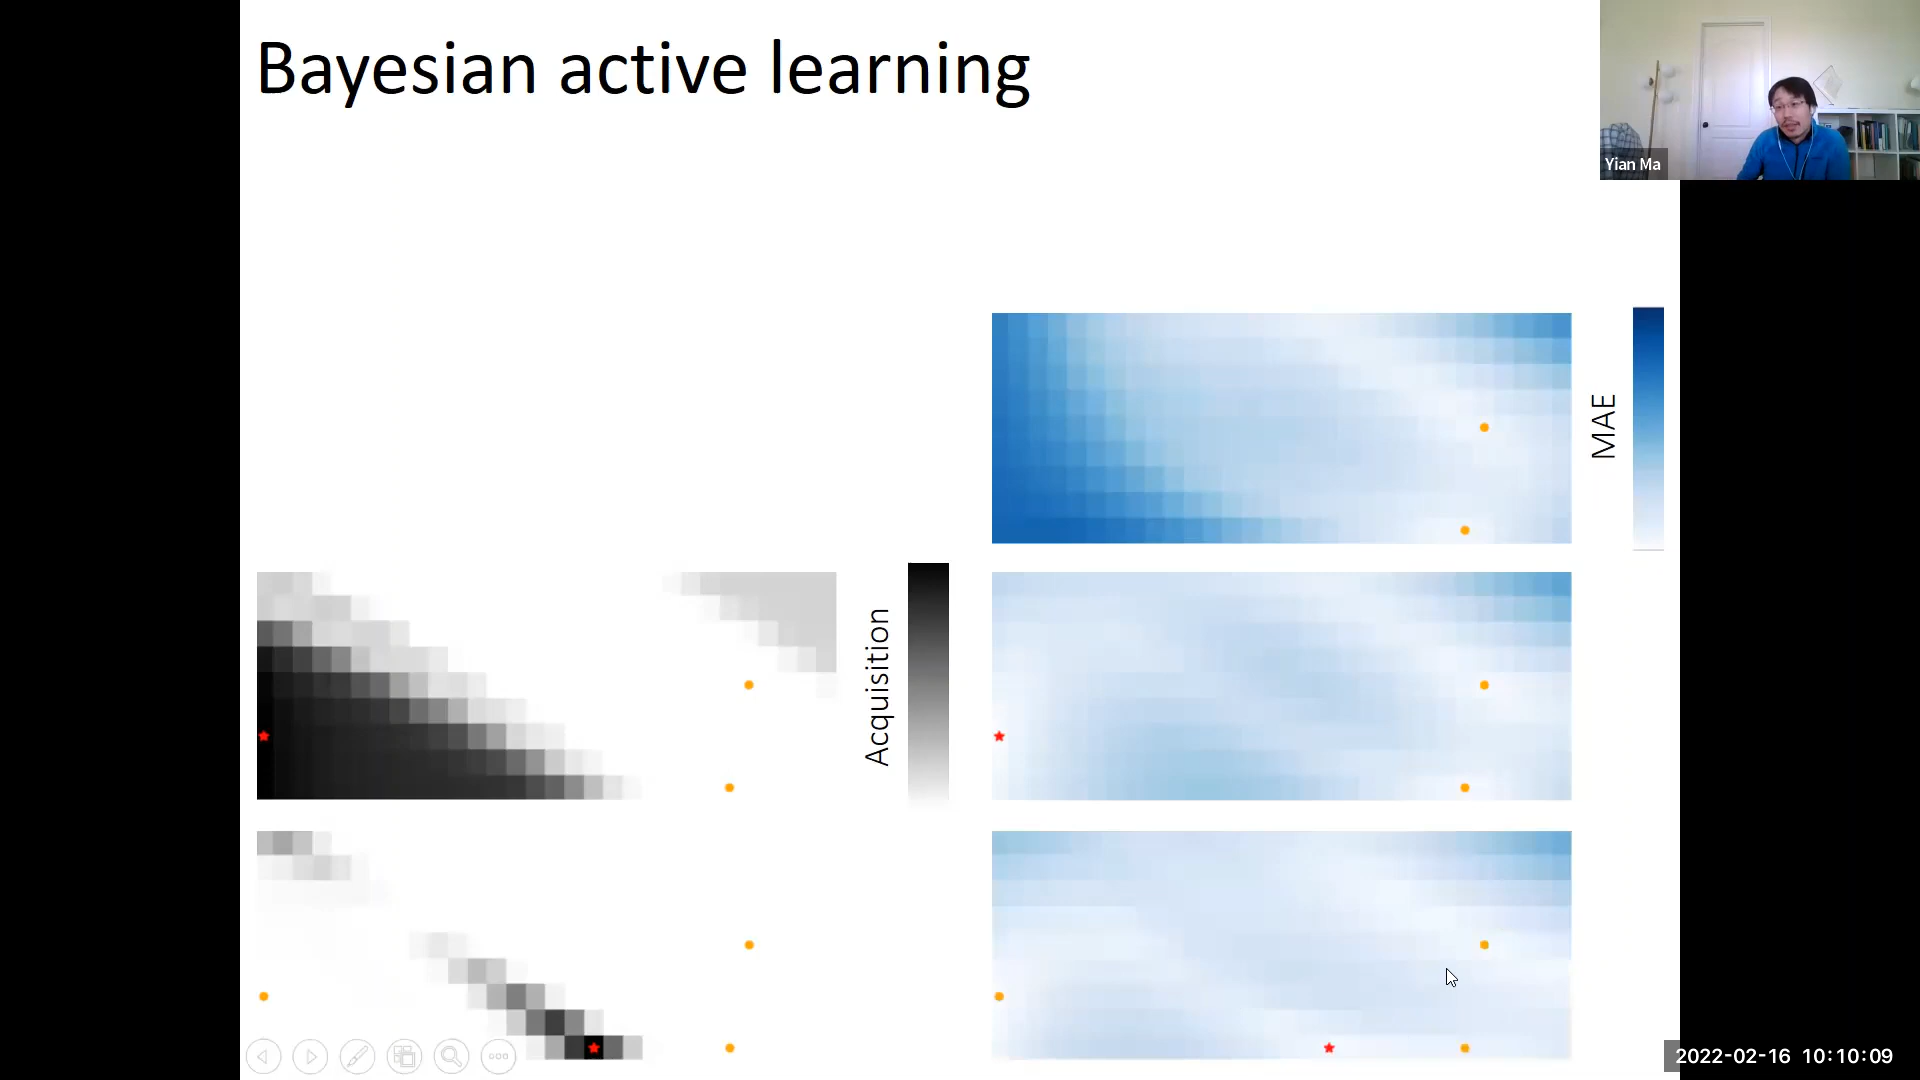 Bayesian active learning
Yian Ma
MAE
Acquisition
2022-02-16 10:10:09